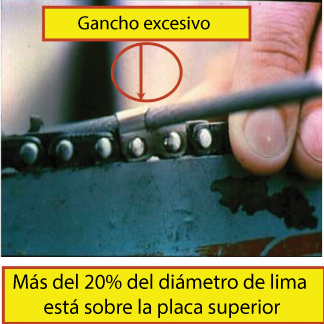 Gancho excesivo
Más del 20% del diámetro de lima
está sobre la placa superior